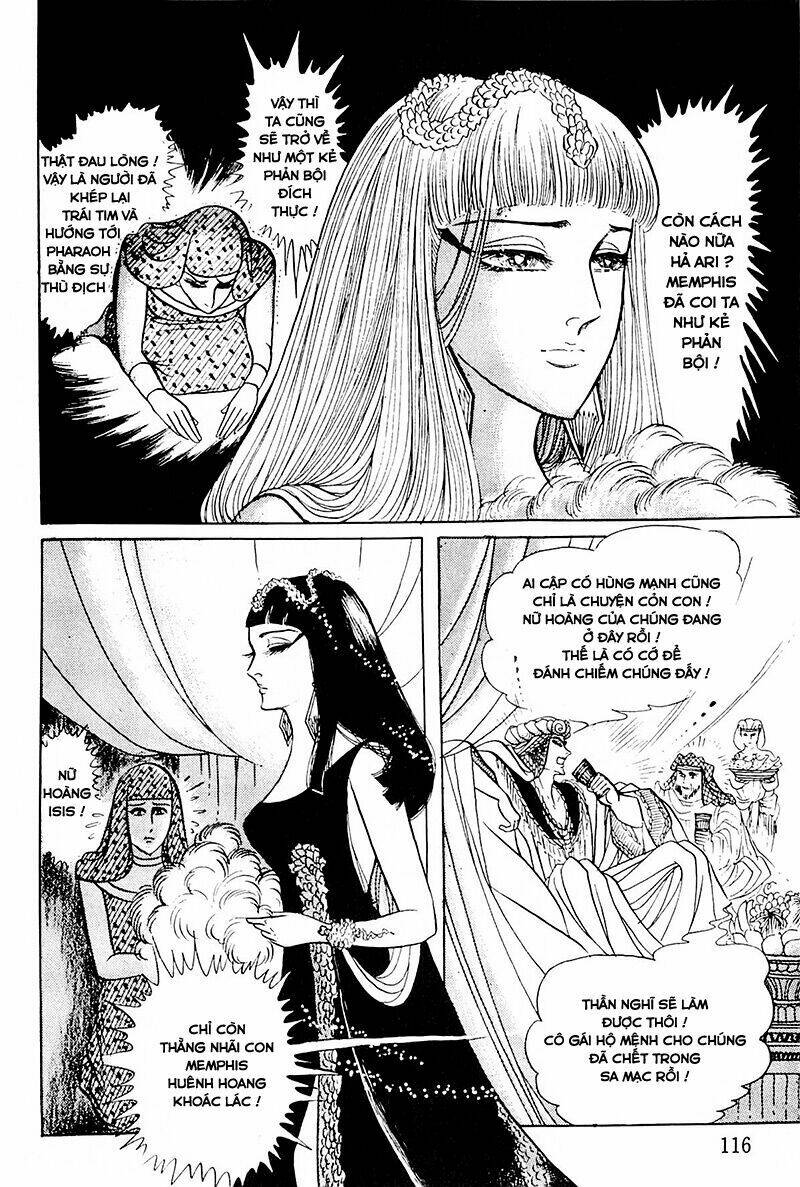 CÒN CÁCH
NÀO NỮA
HẢ ARI ?
MEMPHIS
ĐÃ COI TA
NHƯ KẺ
PHẢN
BỘI !
VẬY THÌ
TA CŨNG
SẼ TRỞ VỀ
NHƯ MỘT KẺ
PHẢN BỘI
ĐÍCH
THỰC !
THẬT ĐAU LÒNG !
VẬY LÀ NGƯỜI ĐÃ
KHÉP LẠI
TRÁI TIM VÀ
HƯỚNG TỚI
PHARAOH
BẰNG SỰ
THÙ ĐỊCH
AI CẬP CÓ HÙNG MẠNH CŨNG
CHỈ LÀ CHUYỆN CỎN CON !
NỮ HOÀNG CỦA CHÚNG ĐANG
Ở ĐÂY RỒI !
THẾ LÀ CÓ CỚ ĐỂ
ĐÁNH CHIẾM CHÚNG ĐẤY !
THẦN NGHĨ SẼ LÀM
ĐƯỢC THÔI !
CÔ GÁI HỘ MỆNH CHO CHÚNG
ĐÃ CHẾT TRONG
SA MẠC RỒI !
NỮ
HOÀNG
ISIS !
CHỈ CÒN
THẰNG NHÃI CON
MEMPHIS
HUÊNH HOANG
KHOÁC LÁC !
116